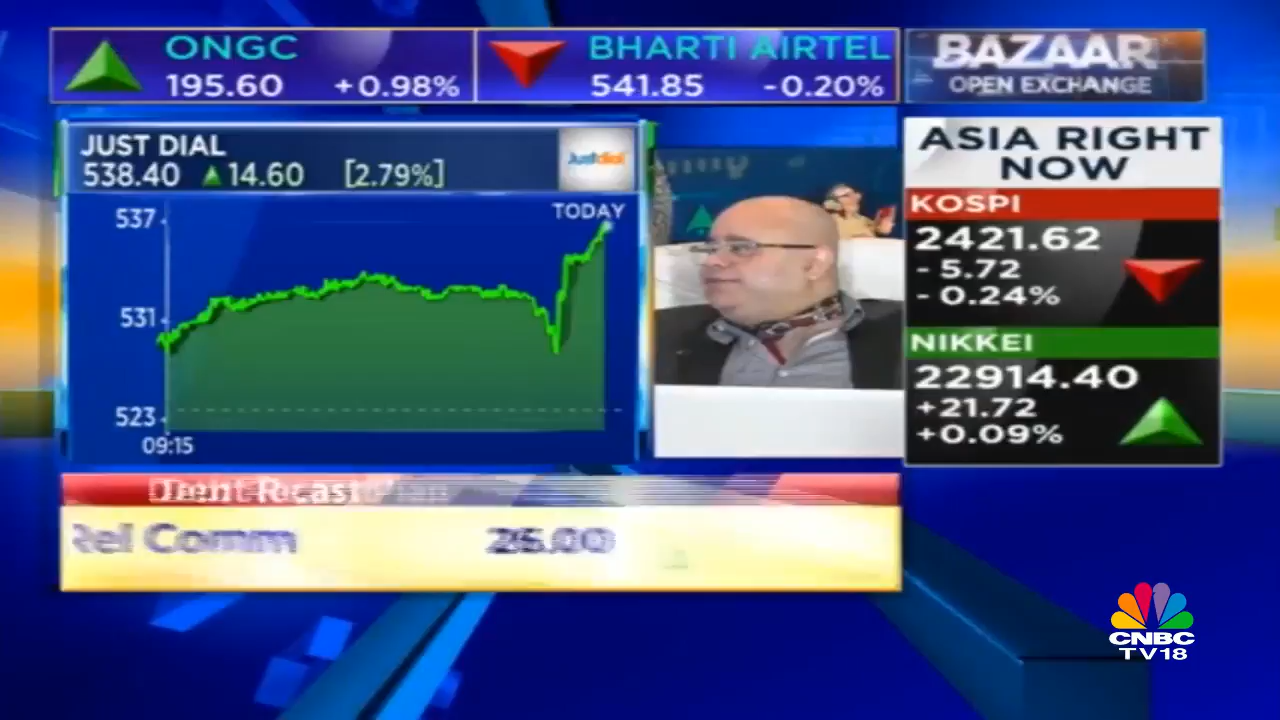 ONGC
195.60 +0.98%
BHARTI AIRTEL
541.85 -0.20%
BAZAAR
OPEN EXCHANGE
JUST DIAL
538.40 14.60 [2.79%]
Justdial
TODAY
537
531
523
09:15
ASIA RIGHT
NOW
KOSPI
2421.62
- 5.72
- 0.24%
NIKKEI
22914.40
+21.72
+0.09%
Rel Comm
CNBC
TV18